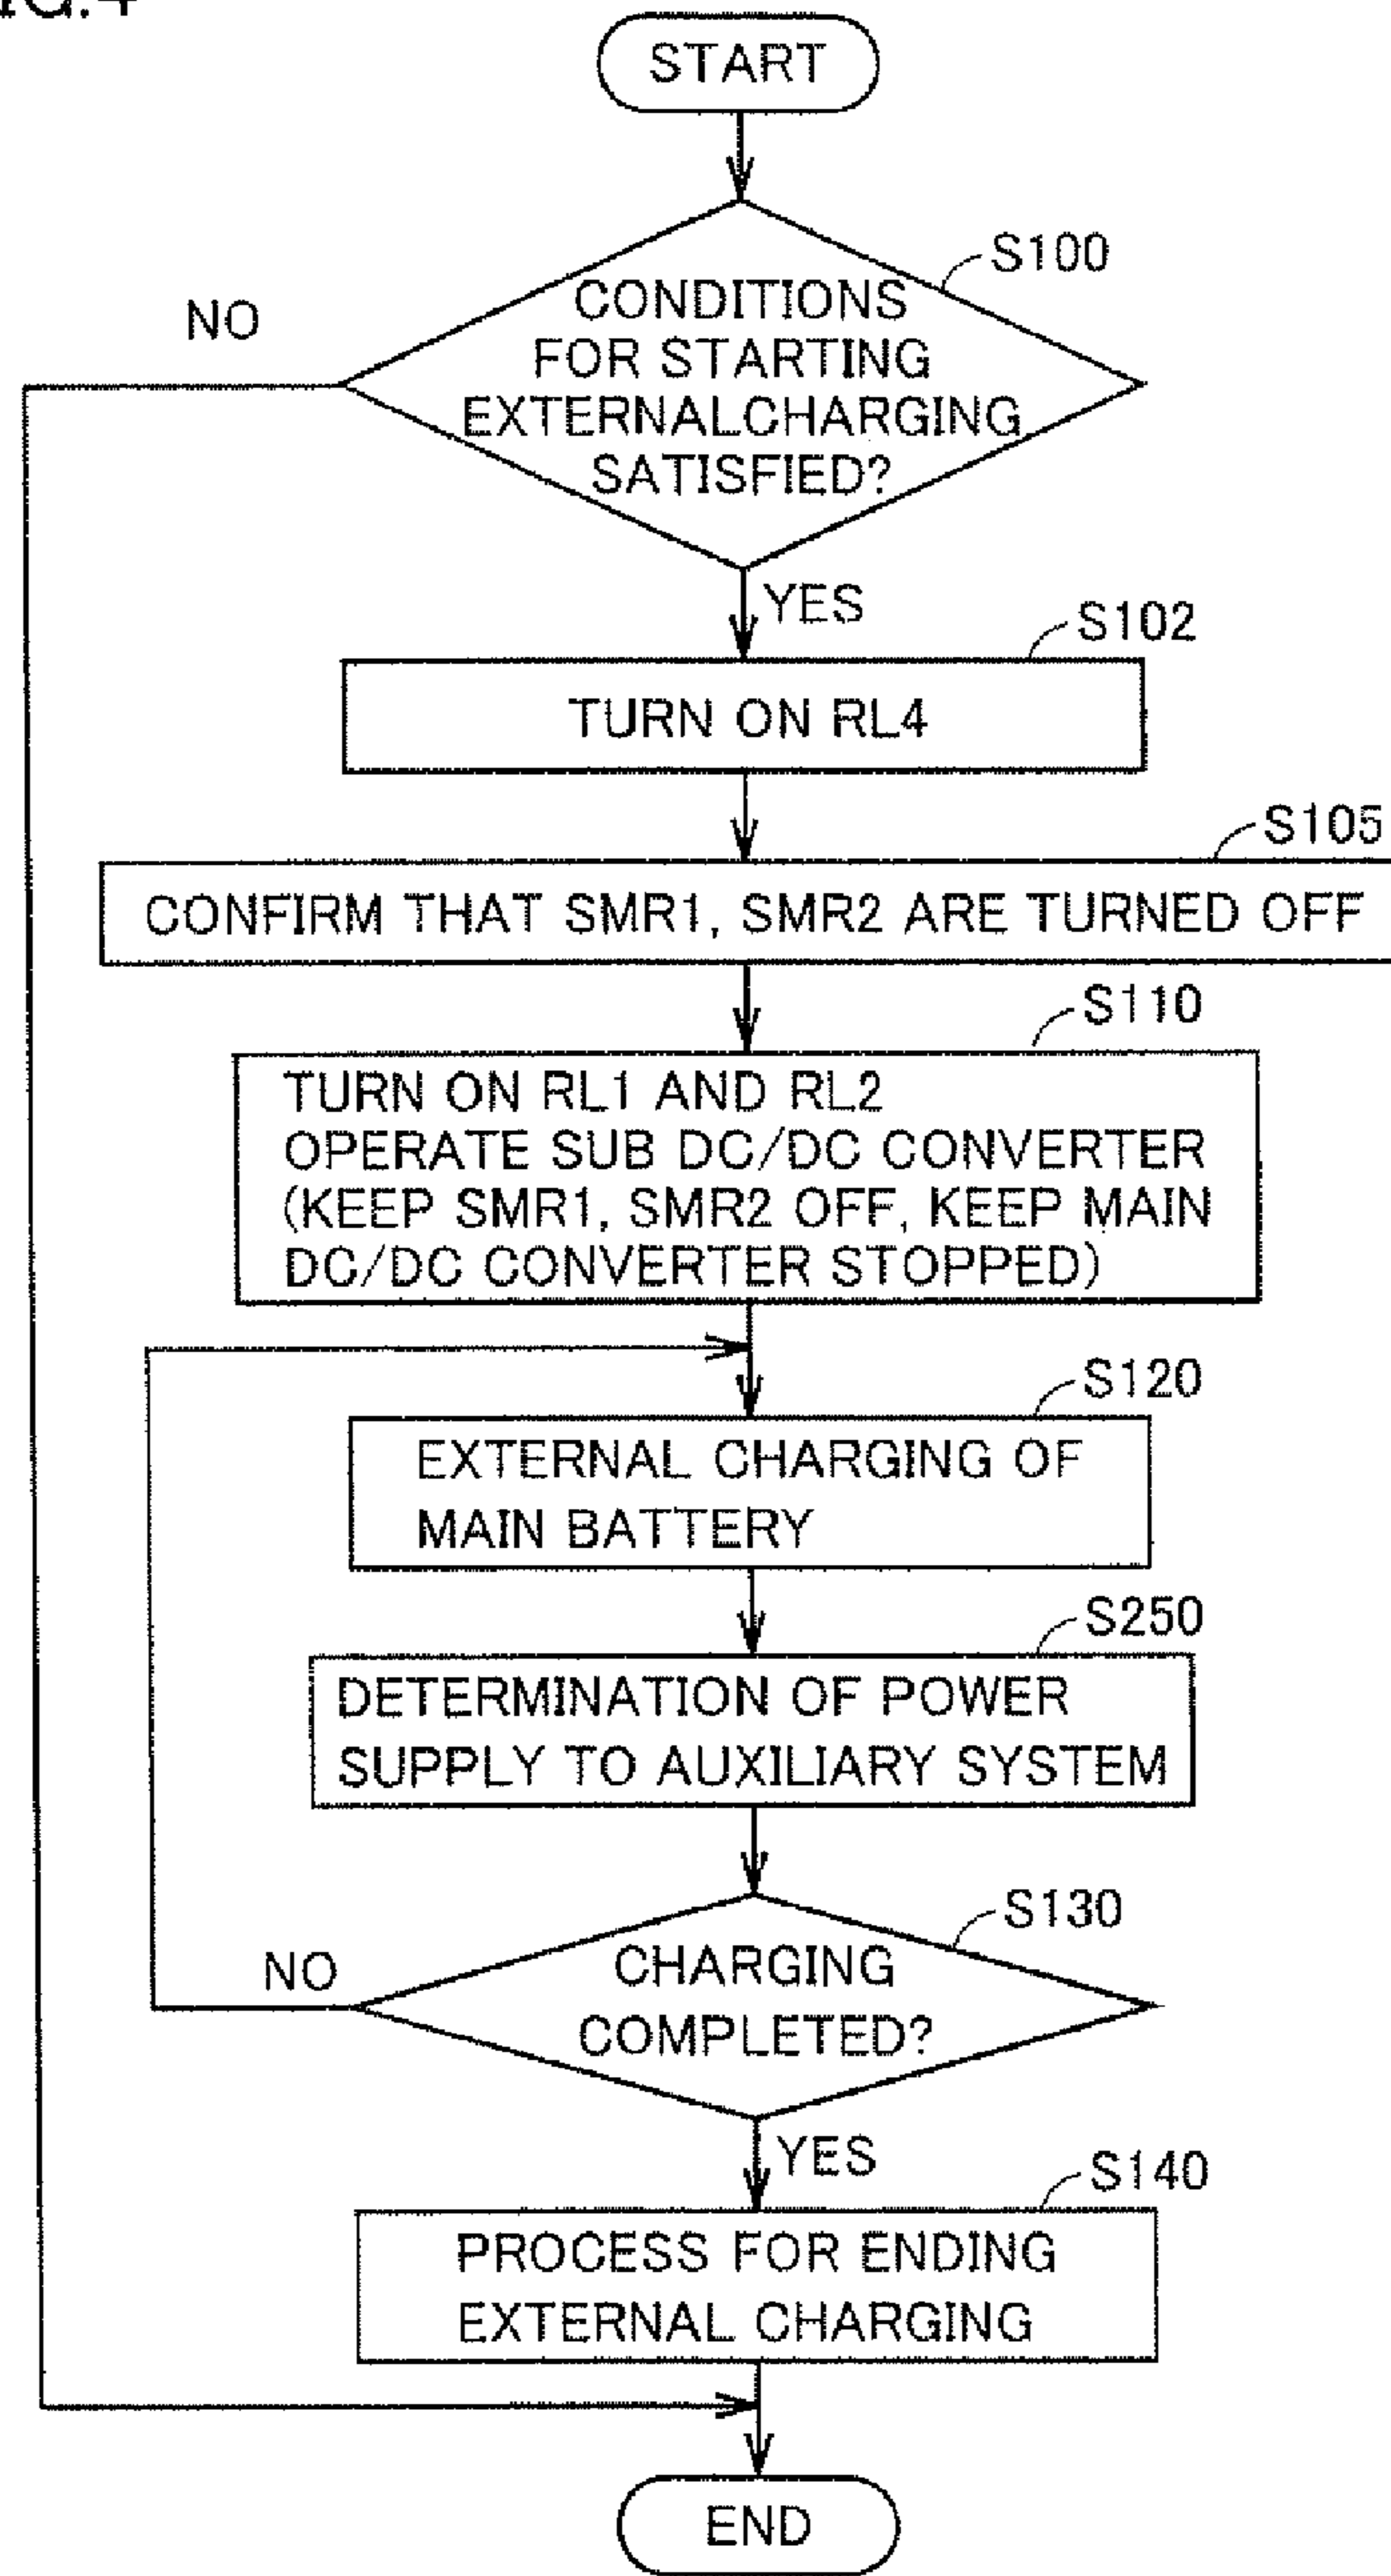 START
S100
NO
CONDITIONS
FOR STARTING
EXTERNALCHARGING
SATISFIED?
YES
S102
TURN ON RL4
S105
CONFIRM THAT SMR1, SMR2 ARE TURNED OFF
S110
TURN ON RL1 AND RL2
OPERATE SUB DC/DC CONVERTER
(KEEP SMR1, SMR2 OFF, KEEP MAIN
DC/DC CONVERTER STOPPED)
S120
EXTERNAL CHARGING OF
MAIN BATTERY
S250
DETERMINATION OF POWER
SUPPLY TO AUXILIARY SYSTEM
S130
NO
CHARGING
COMPLETED?
YES
S140
PROCESS FOR ENDING
EXTERNAL CHARGING
END